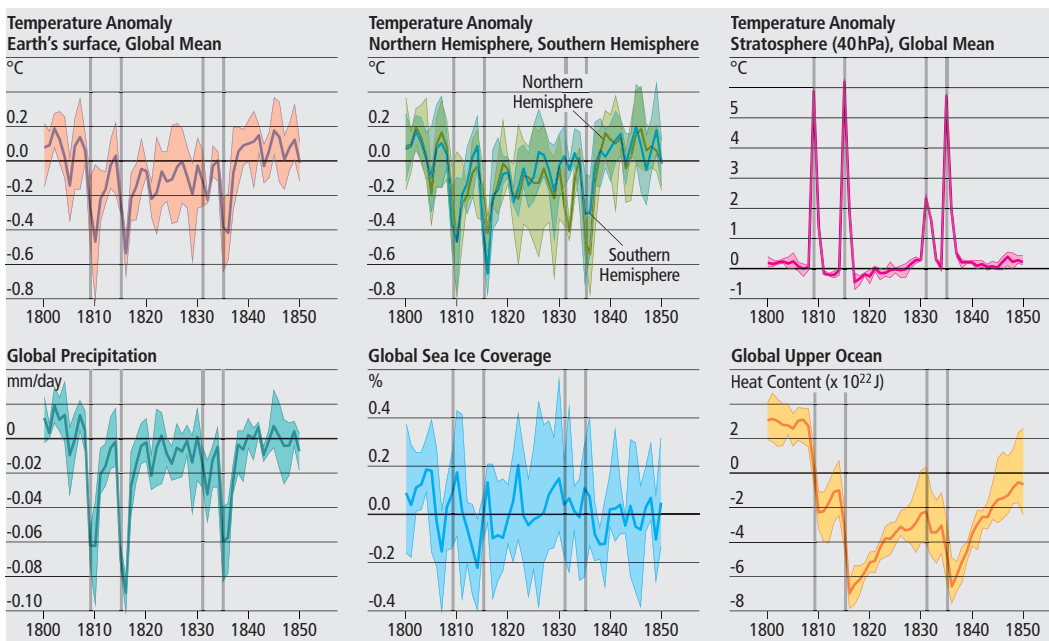 Temperature Anomaly
Earth's surface, Global Mean
°C
0.2
0.0
-0.2
-0.4
-0.6
-0.8
1800 1810 1820 1830 1840 1850
Temperature Anomaly
Northern Hemisphere, Southern Hemisphere
°C
Northern
Hemisphere
0.2
0.0
-0.2
-0.4
-0.6
-0.8
Southern
Hemisphere
1800 1810 1820 1830 1840 1850
Temperature Anomaly
Stratosphere (40hPa), Global Mean
°C
5
4
3
2
1
0
-1
1800 1810 1820 1830 1840 1850
Global Precipitation
mm/day
0
-0.02
-0.04
-0.06
-0.08
-0.10
1800 1810 1820 1830 1840 1850
Global Sea Ice Coverage
%
0.4
0.2
0.0
-0.2
-0.4
1800 1810 1820 1830 1840 1850
Global Upper Ocean
Heat Content (x 10²² J)
2
0
-2
-4
-6
-8
1800 1810 1820 1830 1840 1850